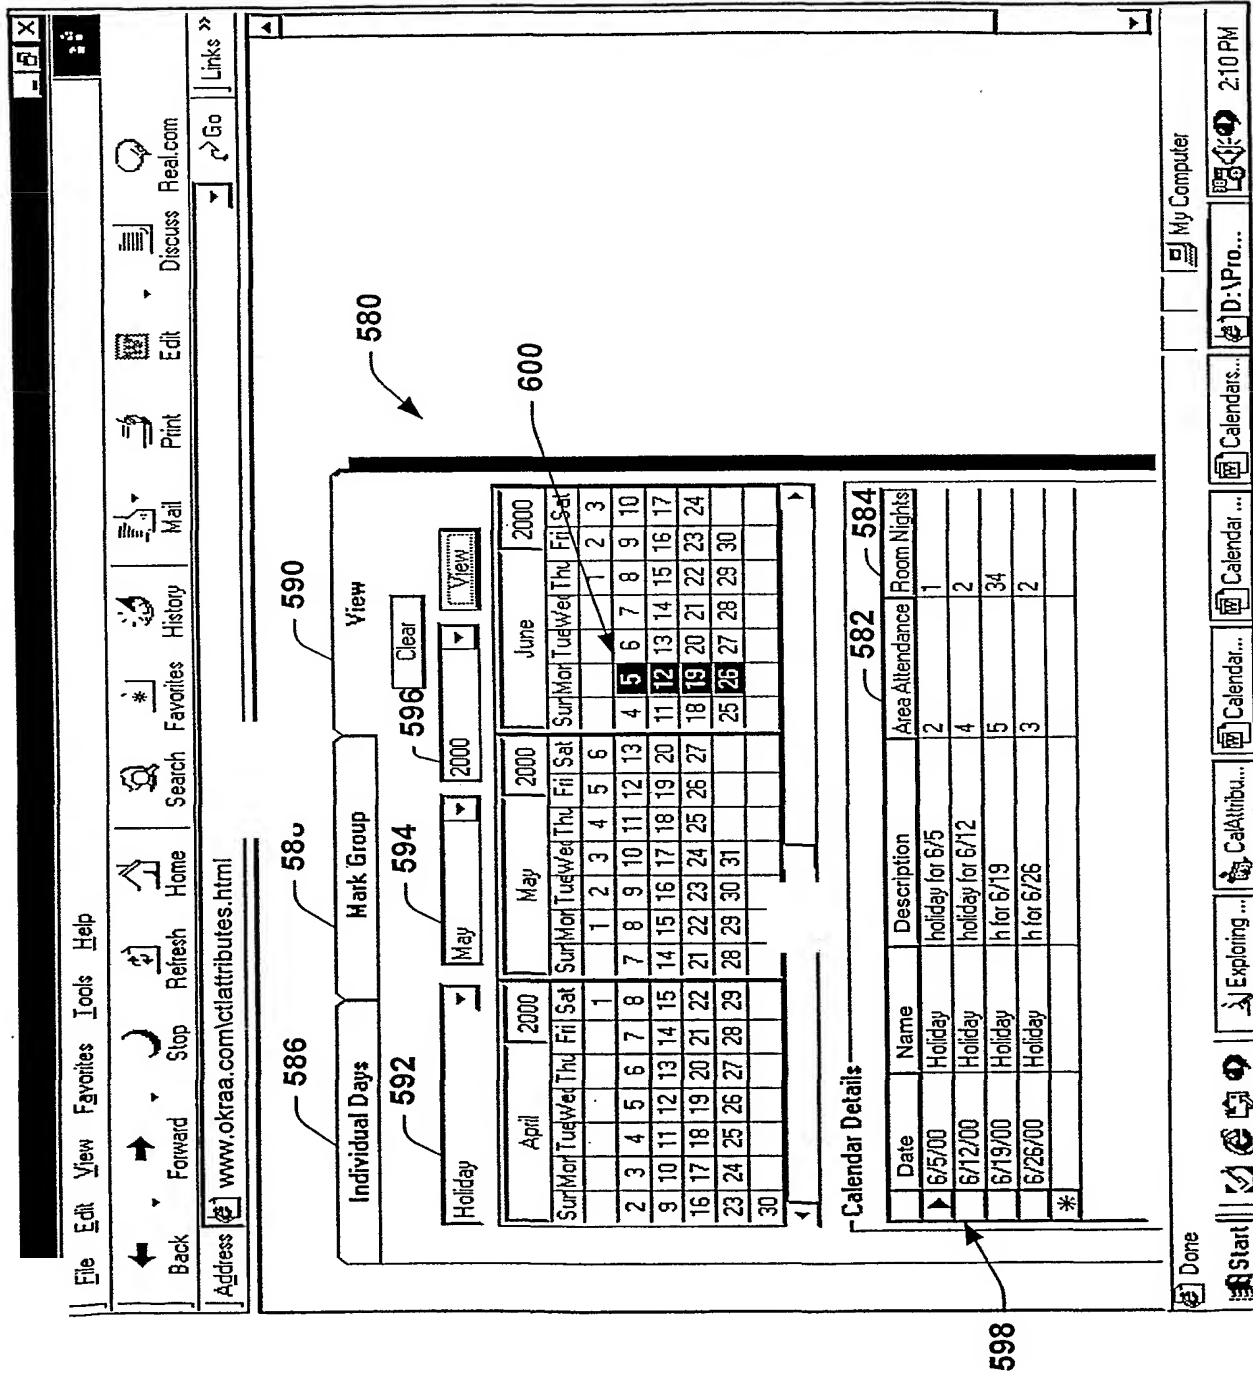 File Edit View Favorites Tools Help
Back Forward Stop Refresh Home Search Favorites History Mail Print Edit Discuss Real.com
Address www.okraa.com\ctlattributes.html Go Links »
586 590
Individual Days Mark Group View
592 594 596 Clear
Holiday May 2000 View
580
600
April 2000 May 2000 June 2000
Sun Mon Tue Wed Thu Fri Sat Sun Mon Tue Wed Thu Fri Sat Sun Mon Tue Wed Thu Fri Sat
1 1 2 3 4 5 6 1 2 3
2 3 4 5 6 7 8 7 8 9 10 11 12 13 4 5 6 7 8 9 10
9 10 11 12 13 14 15 14 15 16 17 18 19 20 11 12 13 14 15 16 17
16 17 18 19 20 21 22 21 22 23 24 25 26 27 18 19 20 21 22 23 24
23 24 25 26 27 28 29 28 29 30 31 25 26 27 28 29 30
30
Calendar Details
582 584
Date Name Description Area Attendance Room Nights
6/5/00 Holiday holiday for 6/5 2 1
6/12/00 Holiday holiday for 6/12 4 2
6/19/00 Holiday h for 6/19 5 34
6/26/00 Holiday h for 6/26 3 2
*
598
Done My Computer
Start Exploring ... CalAttribu... Calendar... Calendar ... Calendars... D:\Pro... 2:10 PM